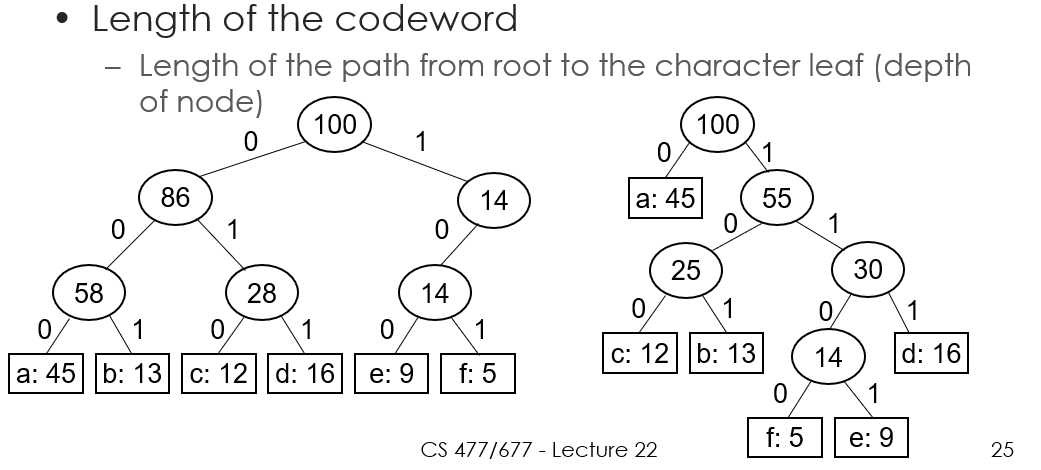 • Length of the codeword
– Length of the path from root to the character leaf (depth
of node)
100
0 1
86 14
0 1 0
58 28 14
0 1 0 1 0 1
a: 45 b: 13 c: 12 d: 16 e: 9 f: 5
100
0 1
a: 45 55
0 1
25 30
0 1 0 1
c: 12 b: 13 14 d: 16
0 1
f: 5 e: 9
CS 477/677 - Lecture 22
25